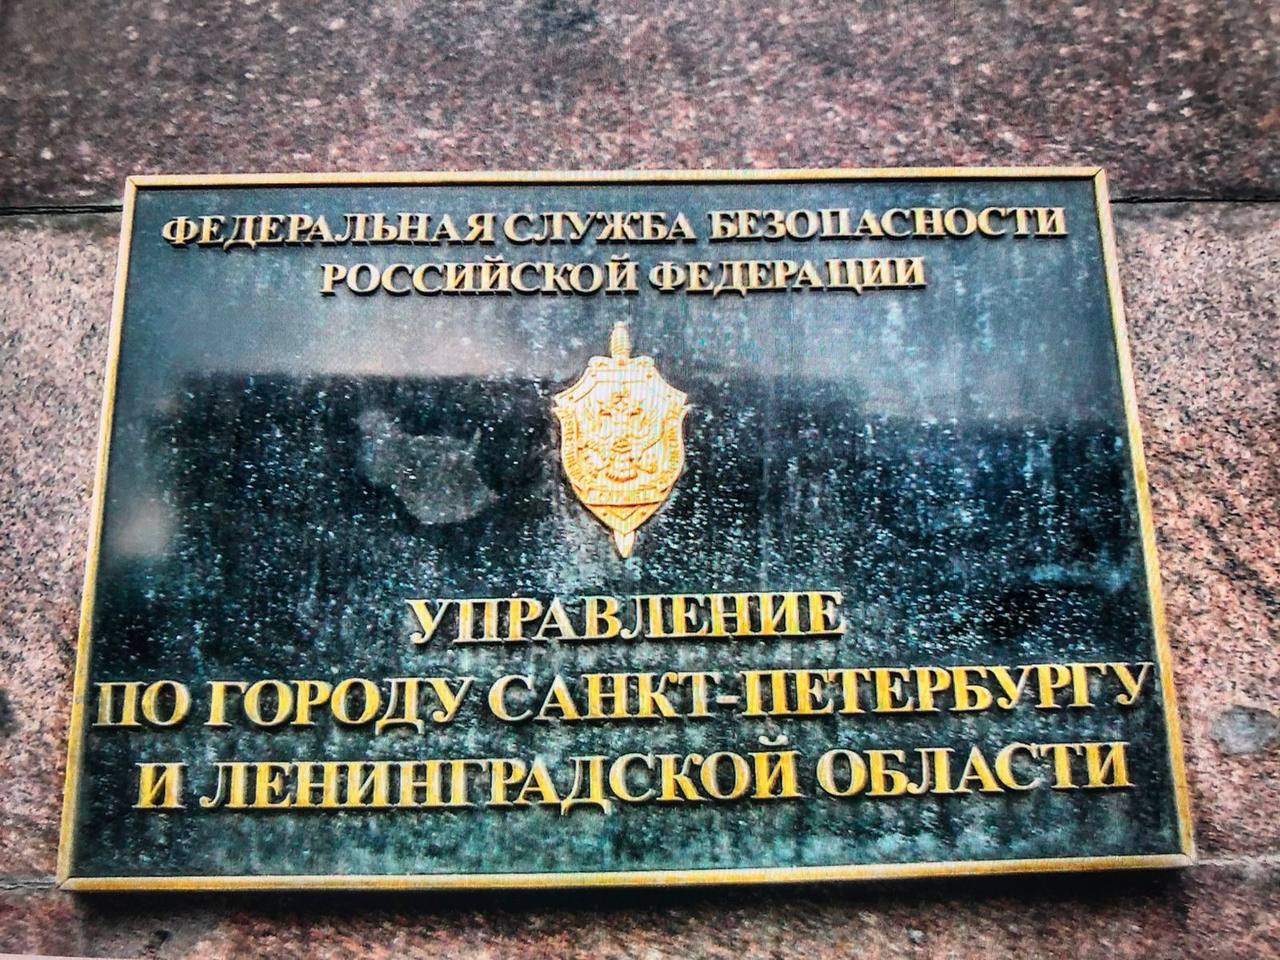 ФЕДЕРАЛЬНАЯ СЛУЖБА БЕЗОПАСНОСТИ
РОССИЙСКОЙ ФЕДЕРАЦИИ
УПРАВЛЕНИЕ
ПО ГОРОДУ САНКТ-ПЕТЕРБУРГУ
И ЛЕНИНГРАДСКОЙ ОБЛАСТИ